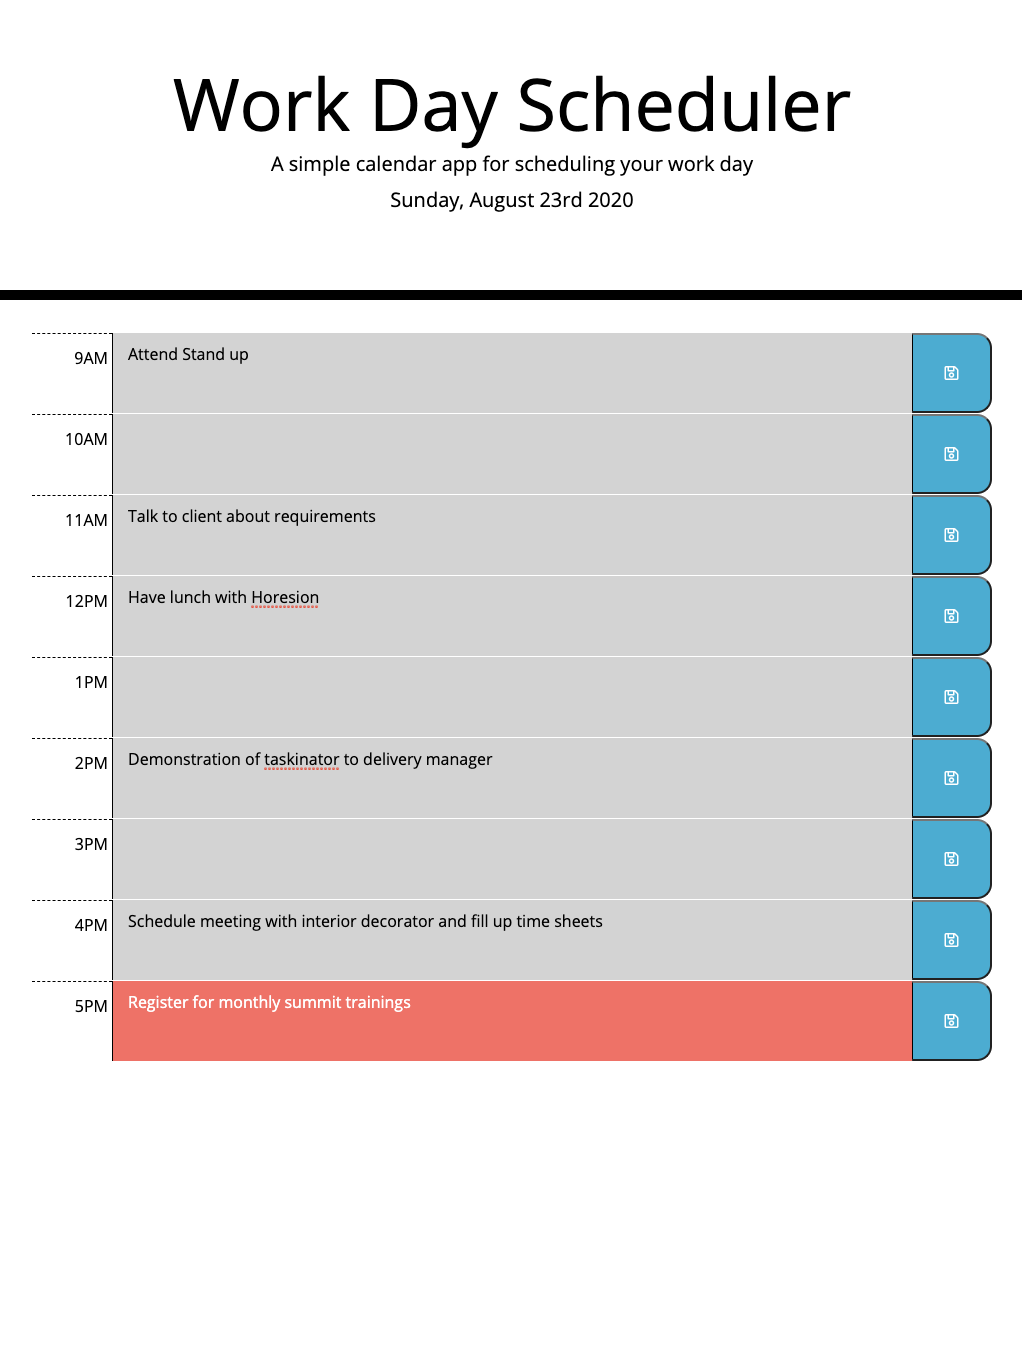 Work Day Scheduler
A simple calendar app for scheduling your work day
Sunday, August 23rd 2020
9AM Attend Stand up
10AM
11AM Talk to client about requirements
12PM Have lunch with Horesion
1PM
2PM Demonstration of taskinator to delivery manager
3PM
4PM Schedule meeting with interior decorator and fill up time sheets
5PM Register for monthly summit trainings